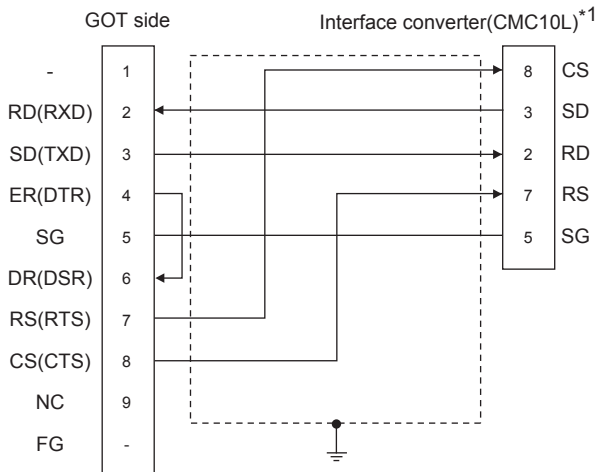 GOT side
Interface converter(CMC10L)*1
- 1 8 CS
RD(RXD) 2 3 SD
SD(TXD) 3 2 RD
ER(DTR) 4 7 RS
SG 5 5 SG
DR(DSR) 6
RS(RTS) 7
CS(CTS) 8
NC 9
FG -